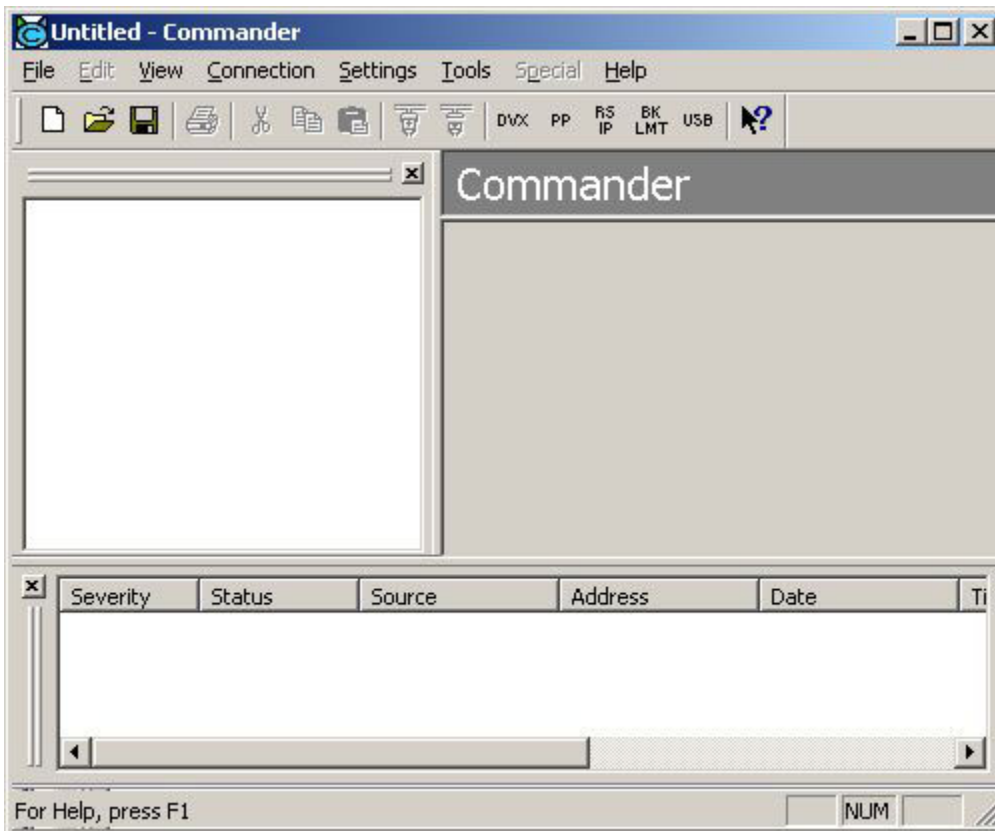 Untitled - Commander
File Edit View Connection Settings Tools Special Help
DVX PP RS IP BK LMT USB
Commander
Severity Status Source Address Date Ti
For Help, press F1 NUM